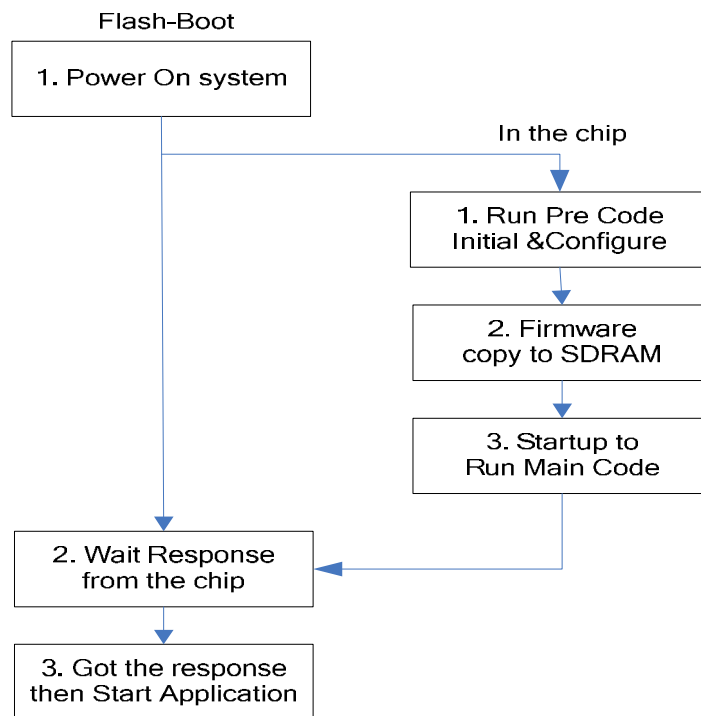 Flash-Boot
1. Power On system
In the chip
1. Run Pre Code
Initial &Configure
2. Firmware
copy to SDRAM
3. Startup to
Run Main Code
2. Wait Response
from the chip
3. Got the response
then Start Application